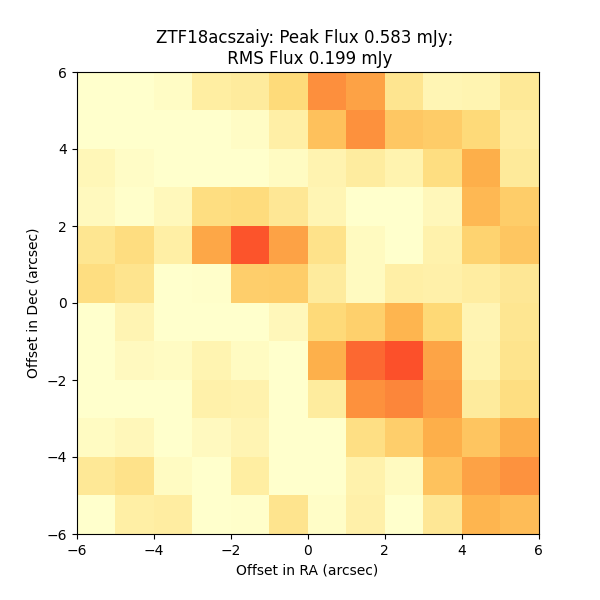 ZTF18acszaiy: Peak Flux 0.583 mJy;
RMS Flux 0.199 mJy
6
4
2
0
−2
−4
−6
Offset in Dec (arcsec)
−6 −4 −2 0 2 4 6
Offset in RA (arcsec)